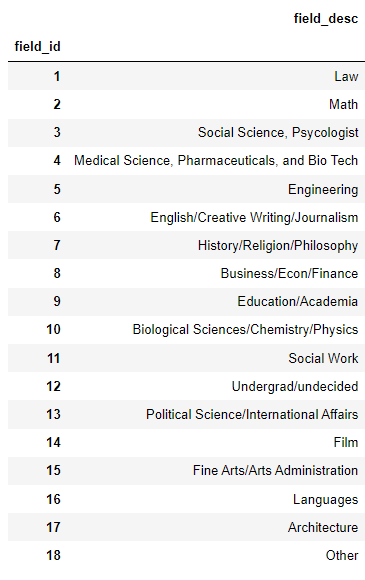 field_desc
field_id
1 Law
2 Math
3 Social Science, Psycologist
4 Medical Science, Pharmaceuticals, and Bio Tech
5 Engineering
6 English/Creative Writing/Journalism
7 History/Religion/Philosophy
8 Business/Econ/Finance
9 Education/Academia
10 Biological Sciences/Chemistry/Physics
11 Social Work
12 Undergrad/undecided
13 Political Science/International Affairs
14 Film
15 Fine Arts/Arts Administration
16 Languages
17 Architecture
18 Other